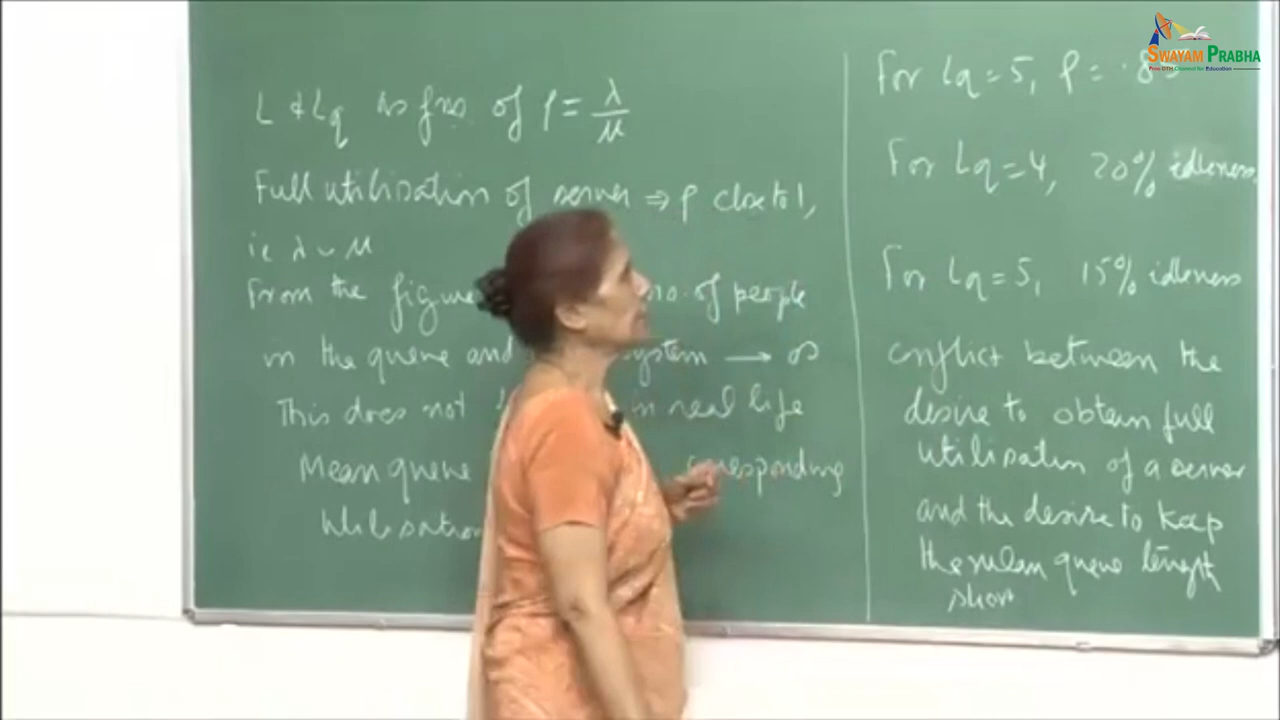 L & Lq as fns. of ρ = λ/μ
Full utilisation of server ⇒ ρ close to 1,
ie λ ~ μ
From the figu no. of people
in the queue and system → ∞
This does not in real life
Mean queue corresponding
utilisation
For Lq = 5, ρ = .8
For Lq = 4, 20% idleness.
For Lq = 5, 15% idleness
conflict between the
desire to obtain full
utilisation of a server
and the desire to keep
the mean queue length
short
SWAYAM PRABHA
Free DTH Channel for Education